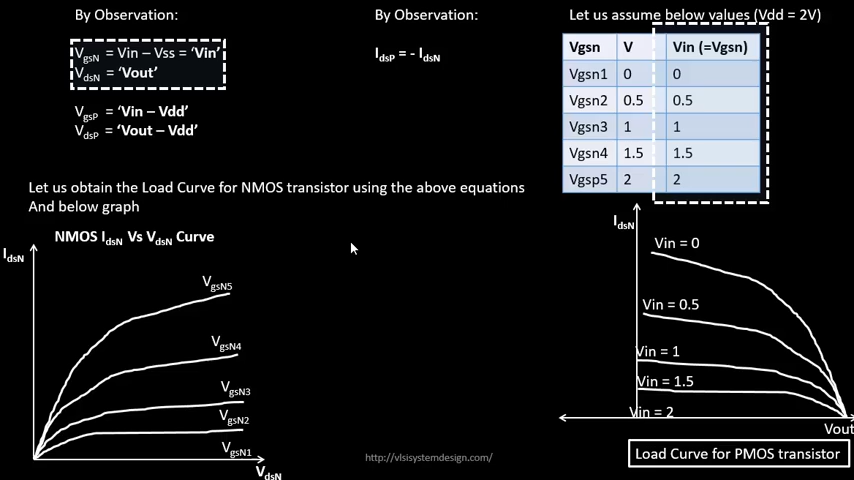 By Observation:
VgsN = Vin – Vss = ‘Vin’
VdsN = ‘Vout’
VgsP = ‘Vin – Vdd’
VdsP = ‘Vout – Vdd’
By Observation:
IdsP = - IdsN
Let us assume below values (Vdd = 2V)
Vgsn V Vin (=Vgsn)
Vgsn1 0 0
Vgsn2 0.5 0.5
Vgsn3 1 1
Vgsn4 1.5 1.5
Vgsp5 2 2
Let us obtain the Load Curve for NMOS transistor using the above equations
And below graph
NMOS IdsN Vs VdsN Curve
IdsN
VgsN5
VgsN4
VgsN3
VgsN2
VgsN1
VdsN
IdsN
Vin = 0
Vin = 0.5
Vin = 1
Vin = 1.5
Vin = 2
Vout
Load Curve for PMOS transistor
http://vlsisystemdesign.com/